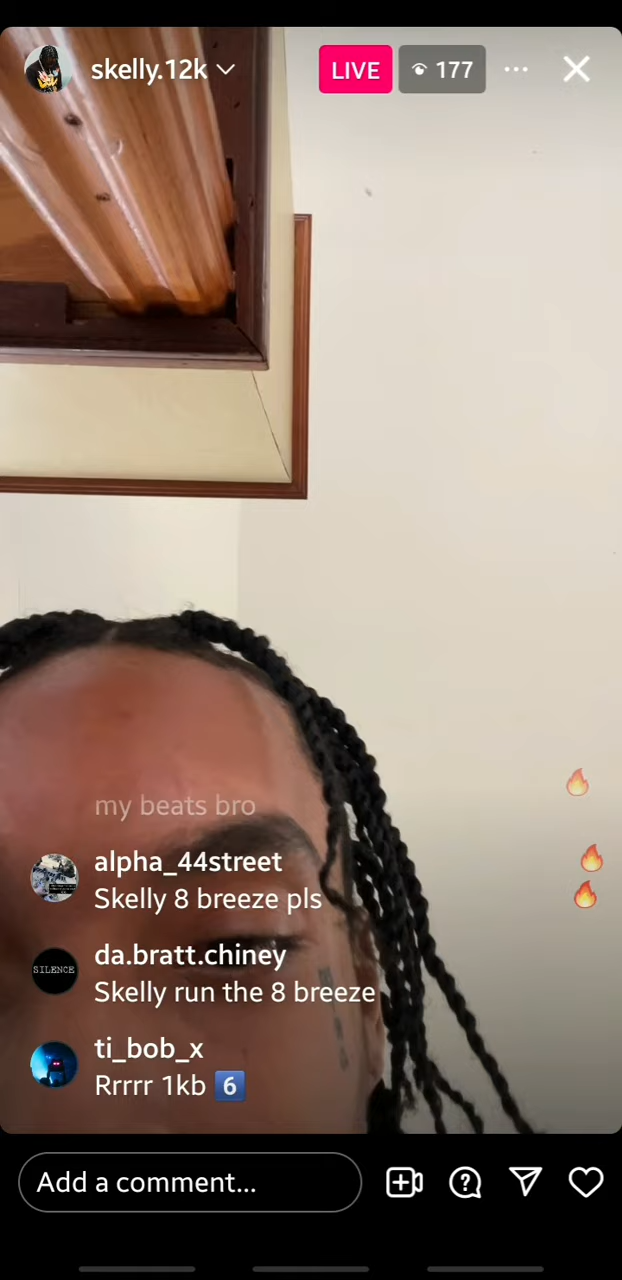 skelly.12k
LIVE
177
my beats bro
alpha_44street
Skelly 8 breeze pls
da.bratt.chiney
SILENCE
Skelly run the 8 breeze
ti_bob_x
Rrrrr 1kb 6️⃣
Add a comment...